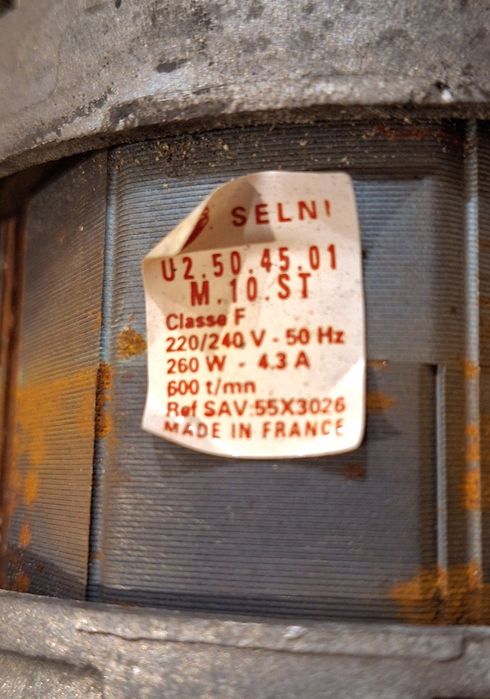 SELNI
U2.50.45.01
M.10.ST
Classe F
220/240 V - 50 Hz
260 W - 4.3 A
600 t/mn
Ref SAV:55X3026
MADE IN FRANCE